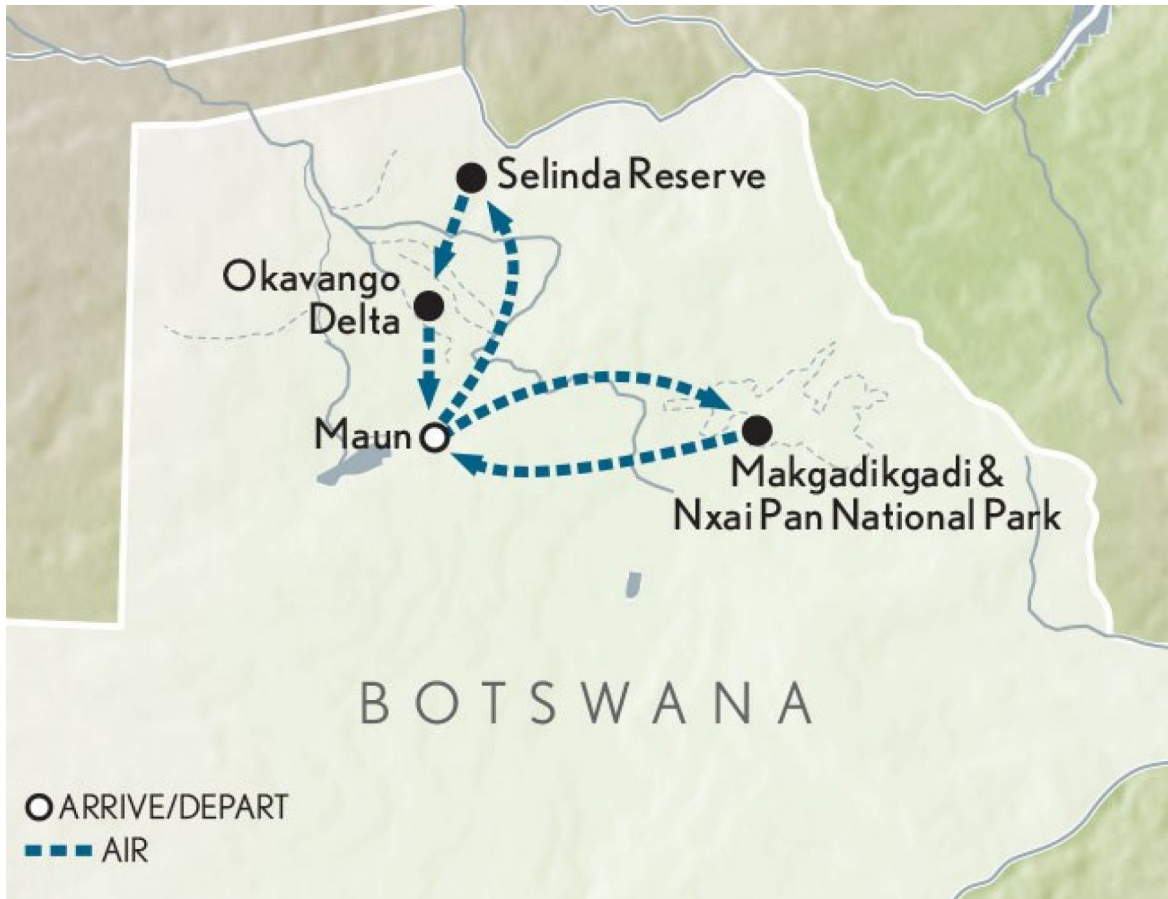 Selinda Reserve
Okavango
Delta
Maun
Makgadikgadi &
Nxai Pan National Park
BOTSWANA
ARRIVE/DEPART
AIR